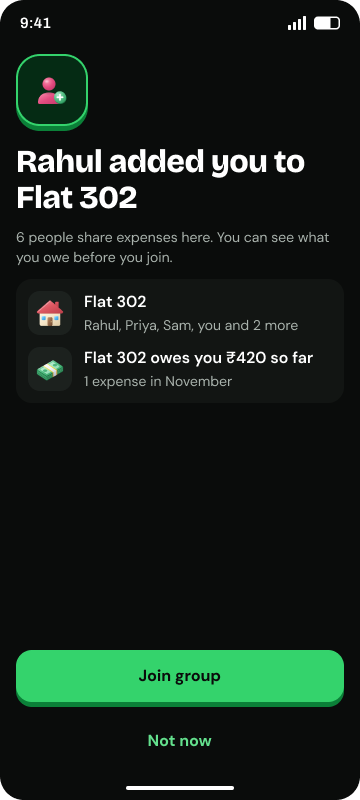 9:41
Rahul added you to
Flat 302
6 people share expenses here. You can see what
you owe before you join.
Flat 302
Rahul, Priya, Sam, you and 2 more
Flat 302 owes you ₹420 so far
1 expense in November
Join group
Not now